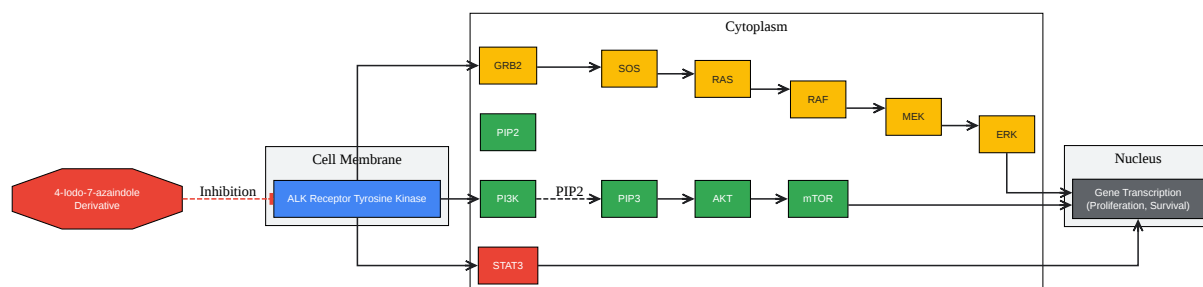 Cytoplasm
GRB2
SOS
RAS
RAF
MEK
ERK
PIP2
Cell Membrane
Nucleus
4-Iodo-7-azaindole
Derivative
Inhibition
ALK Receptor Tyrosine Kinase
PI3K
PIP2
PIP3
AKT
mTOR
Gene Transcription
(Proliferation, Survival)
STAT3